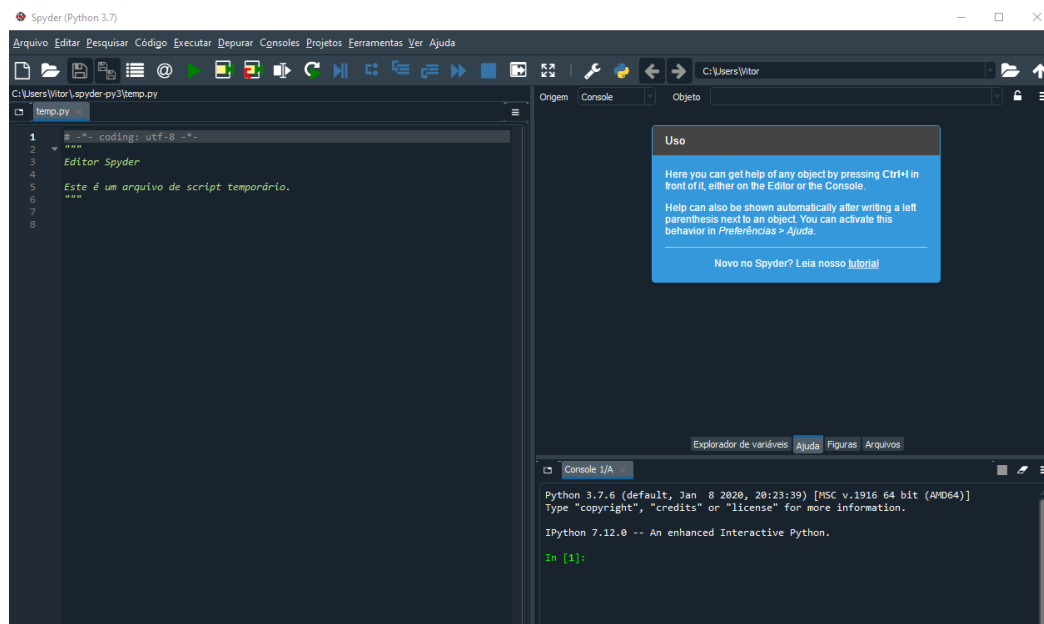 Spyder (Python 3.7)
Arquivo Editar Pesquisar Código Executar Depurar Consoles Projetos Ferramentas Ver Ajuda
C:\Users\Vitor
C:\Users\Vitor\.spyder-py3\temp.py
temp.py
1 # -*- coding: utf-8 -*-
2 """
3 Editor Spyder
4
5 Este é um arquivo de script temporário.
6 """
7
8
Origem Console Objeto
Uso
Here you can get help of any object by pressing Ctrl+I in
front of it, either on the Editor or the Console.
Help can also be shown automatically after writing a left
parenthesis next to an object. You can activate this
behavior in Preferências > Ajuda.
Novo no Spyder? Leia nosso tutorial
Explorador de variáveis Ajuda Figuras Arquivos
Console 1/A
Python 3.7.6 (default, Jan  8 2020, 20:23:39) [MSC v.1916 64 bit (AMD64)]
Type "copyright", "credits" or "license" for more information.
IPython 7.12.0 -- An enhanced Interactive Python.
In [1]: